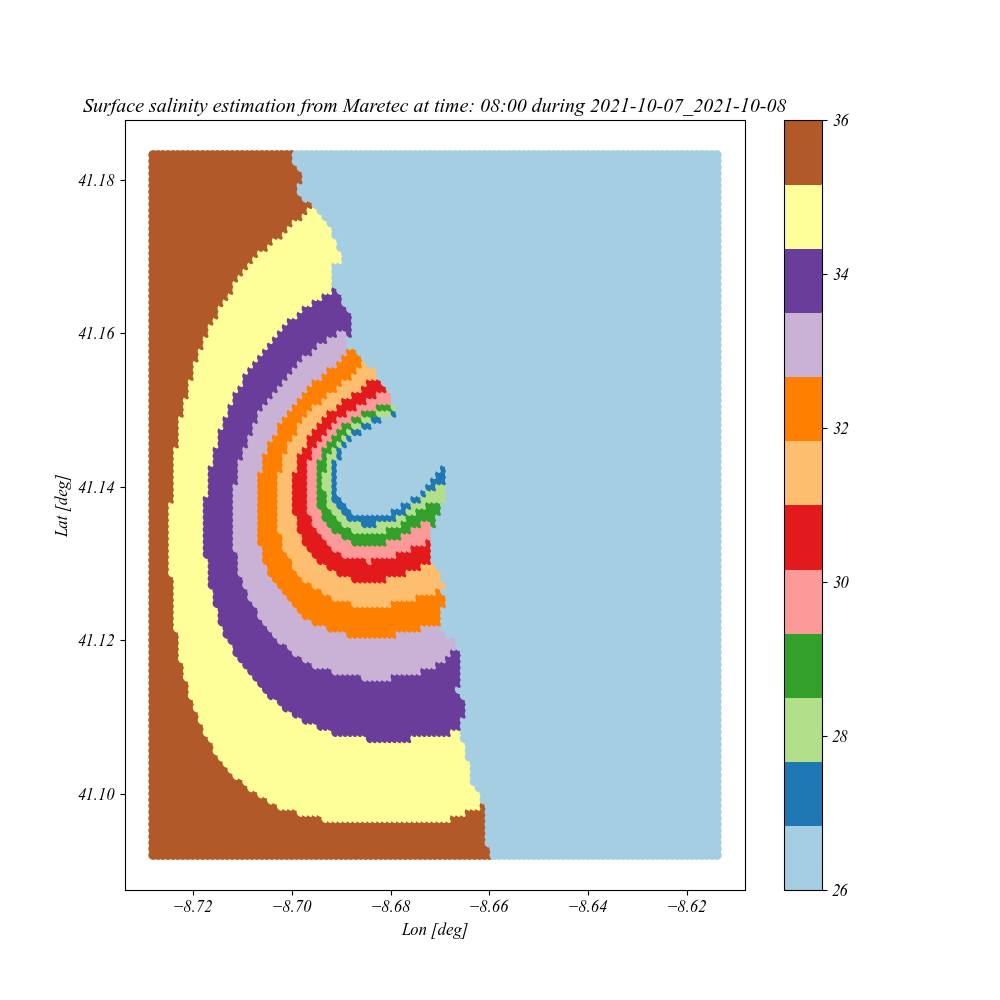 Surface salinity estimation from Maretec at time: 08:00 during 2021-10-07_2021-10-08
36
41.18
34
41.16
32
Lat [deg]
41.14
30
41.12
28
41.10
26
−8.72 −8.70 −8.68 −8.66 −8.64 −8.62
Lon [deg]